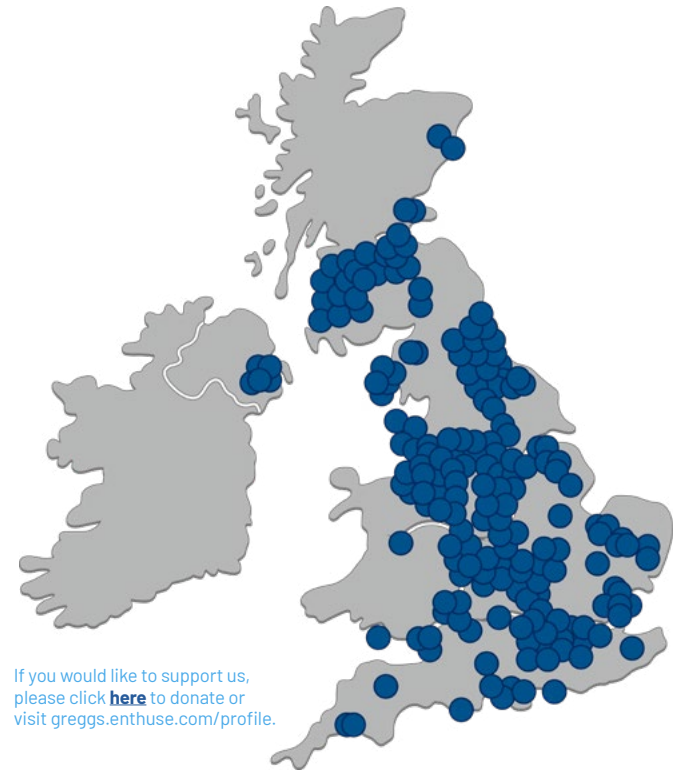 If you would like to support us,
please click here to donate or
visit greggs.enthuse.com/profile.